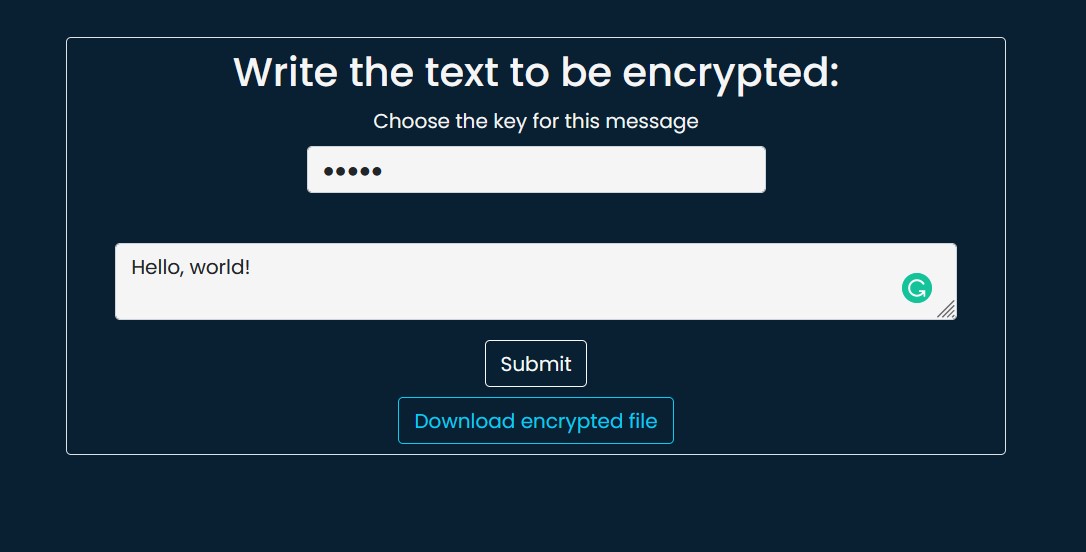 Write the text to be encrypted:
Choose the key for this message
•••••
Hello, world!
Submit
Download encrypted file